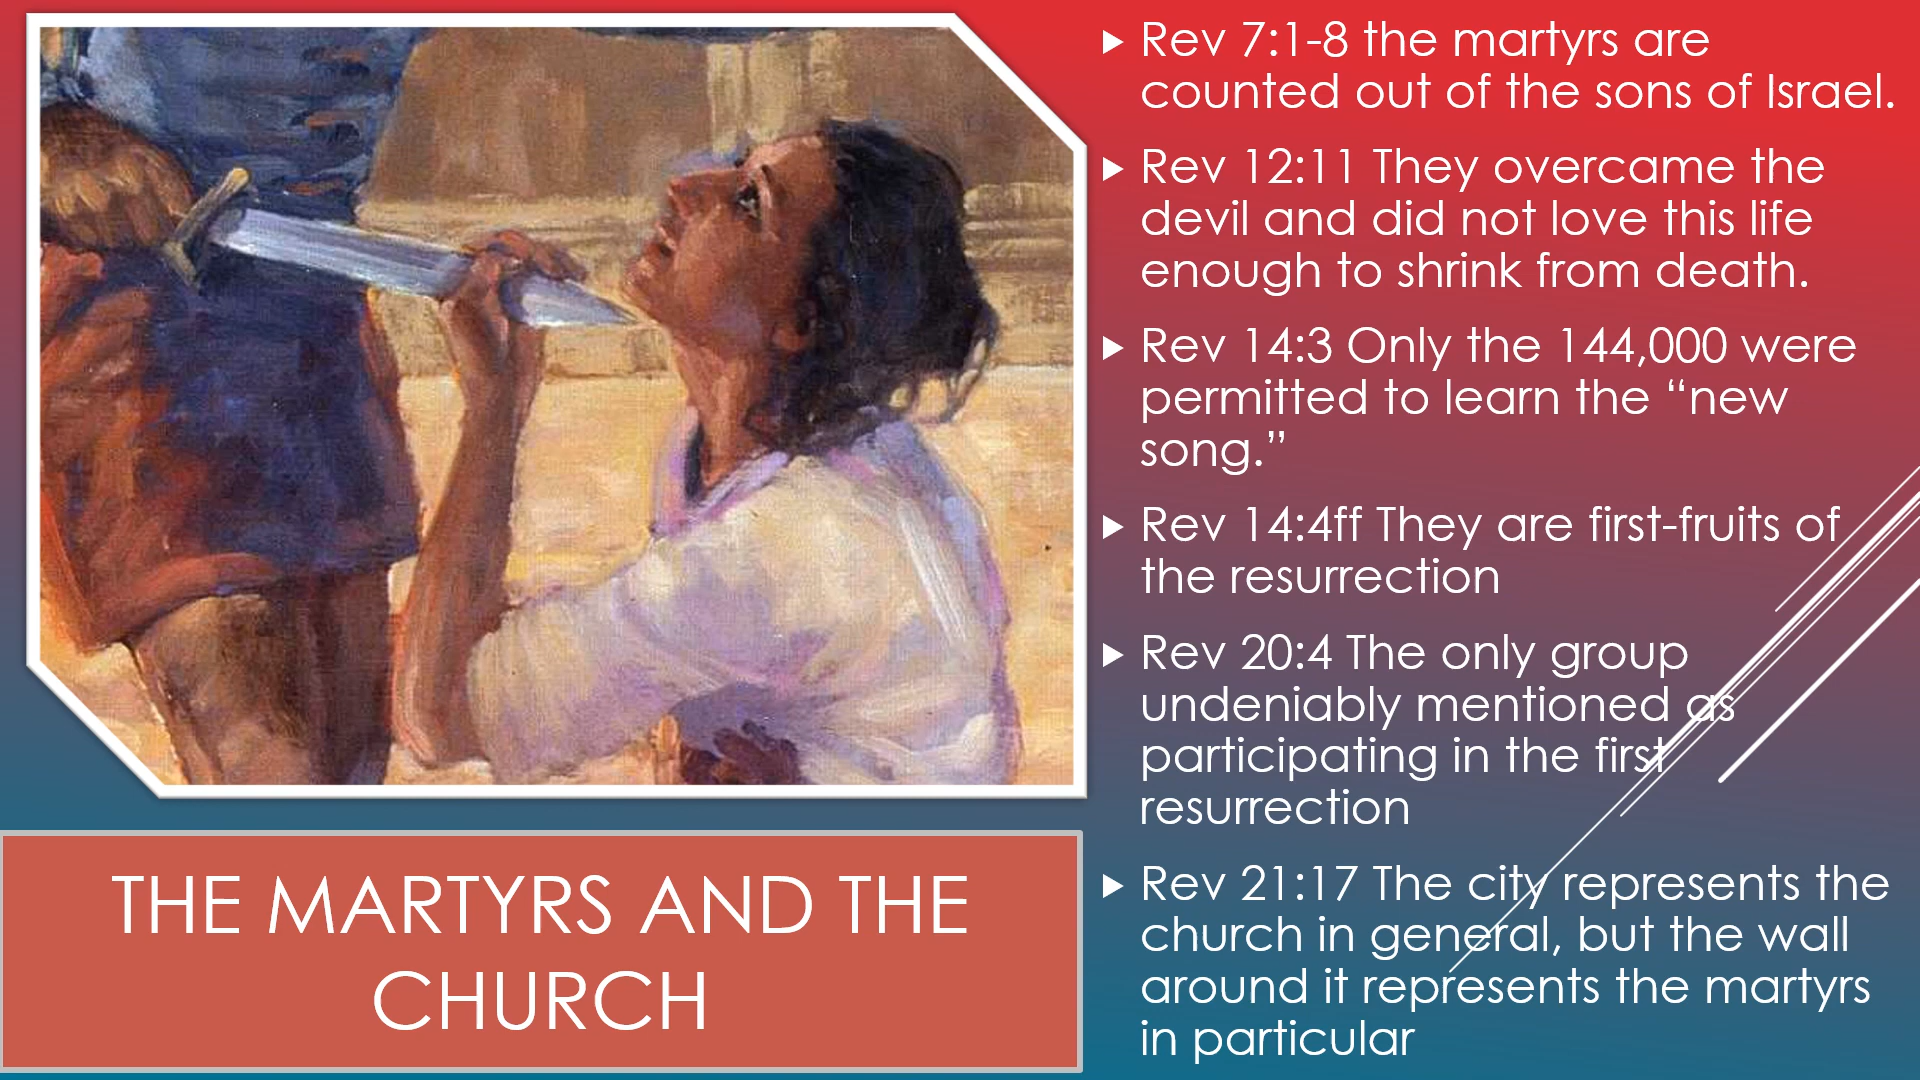 Rev 7:1-8 the martyrs are
counted out of the sons of Israel.
Rev 12:11 They overcame the
devil and did not love this life
enough to shrink from death.
Rev 14:3 Only the 144,000 were
permitted to learn the “new
song.”
Rev 14:4ff They are first-fruits of
the resurrection
Rev 20:4 The only group
undeniably mentioned as
participating in the first
resurrection
Rev 21:17 The city represents the
church in general, but the wall
around it represents the martyrs
in particular
THE MARTYRS AND THE
CHURCH